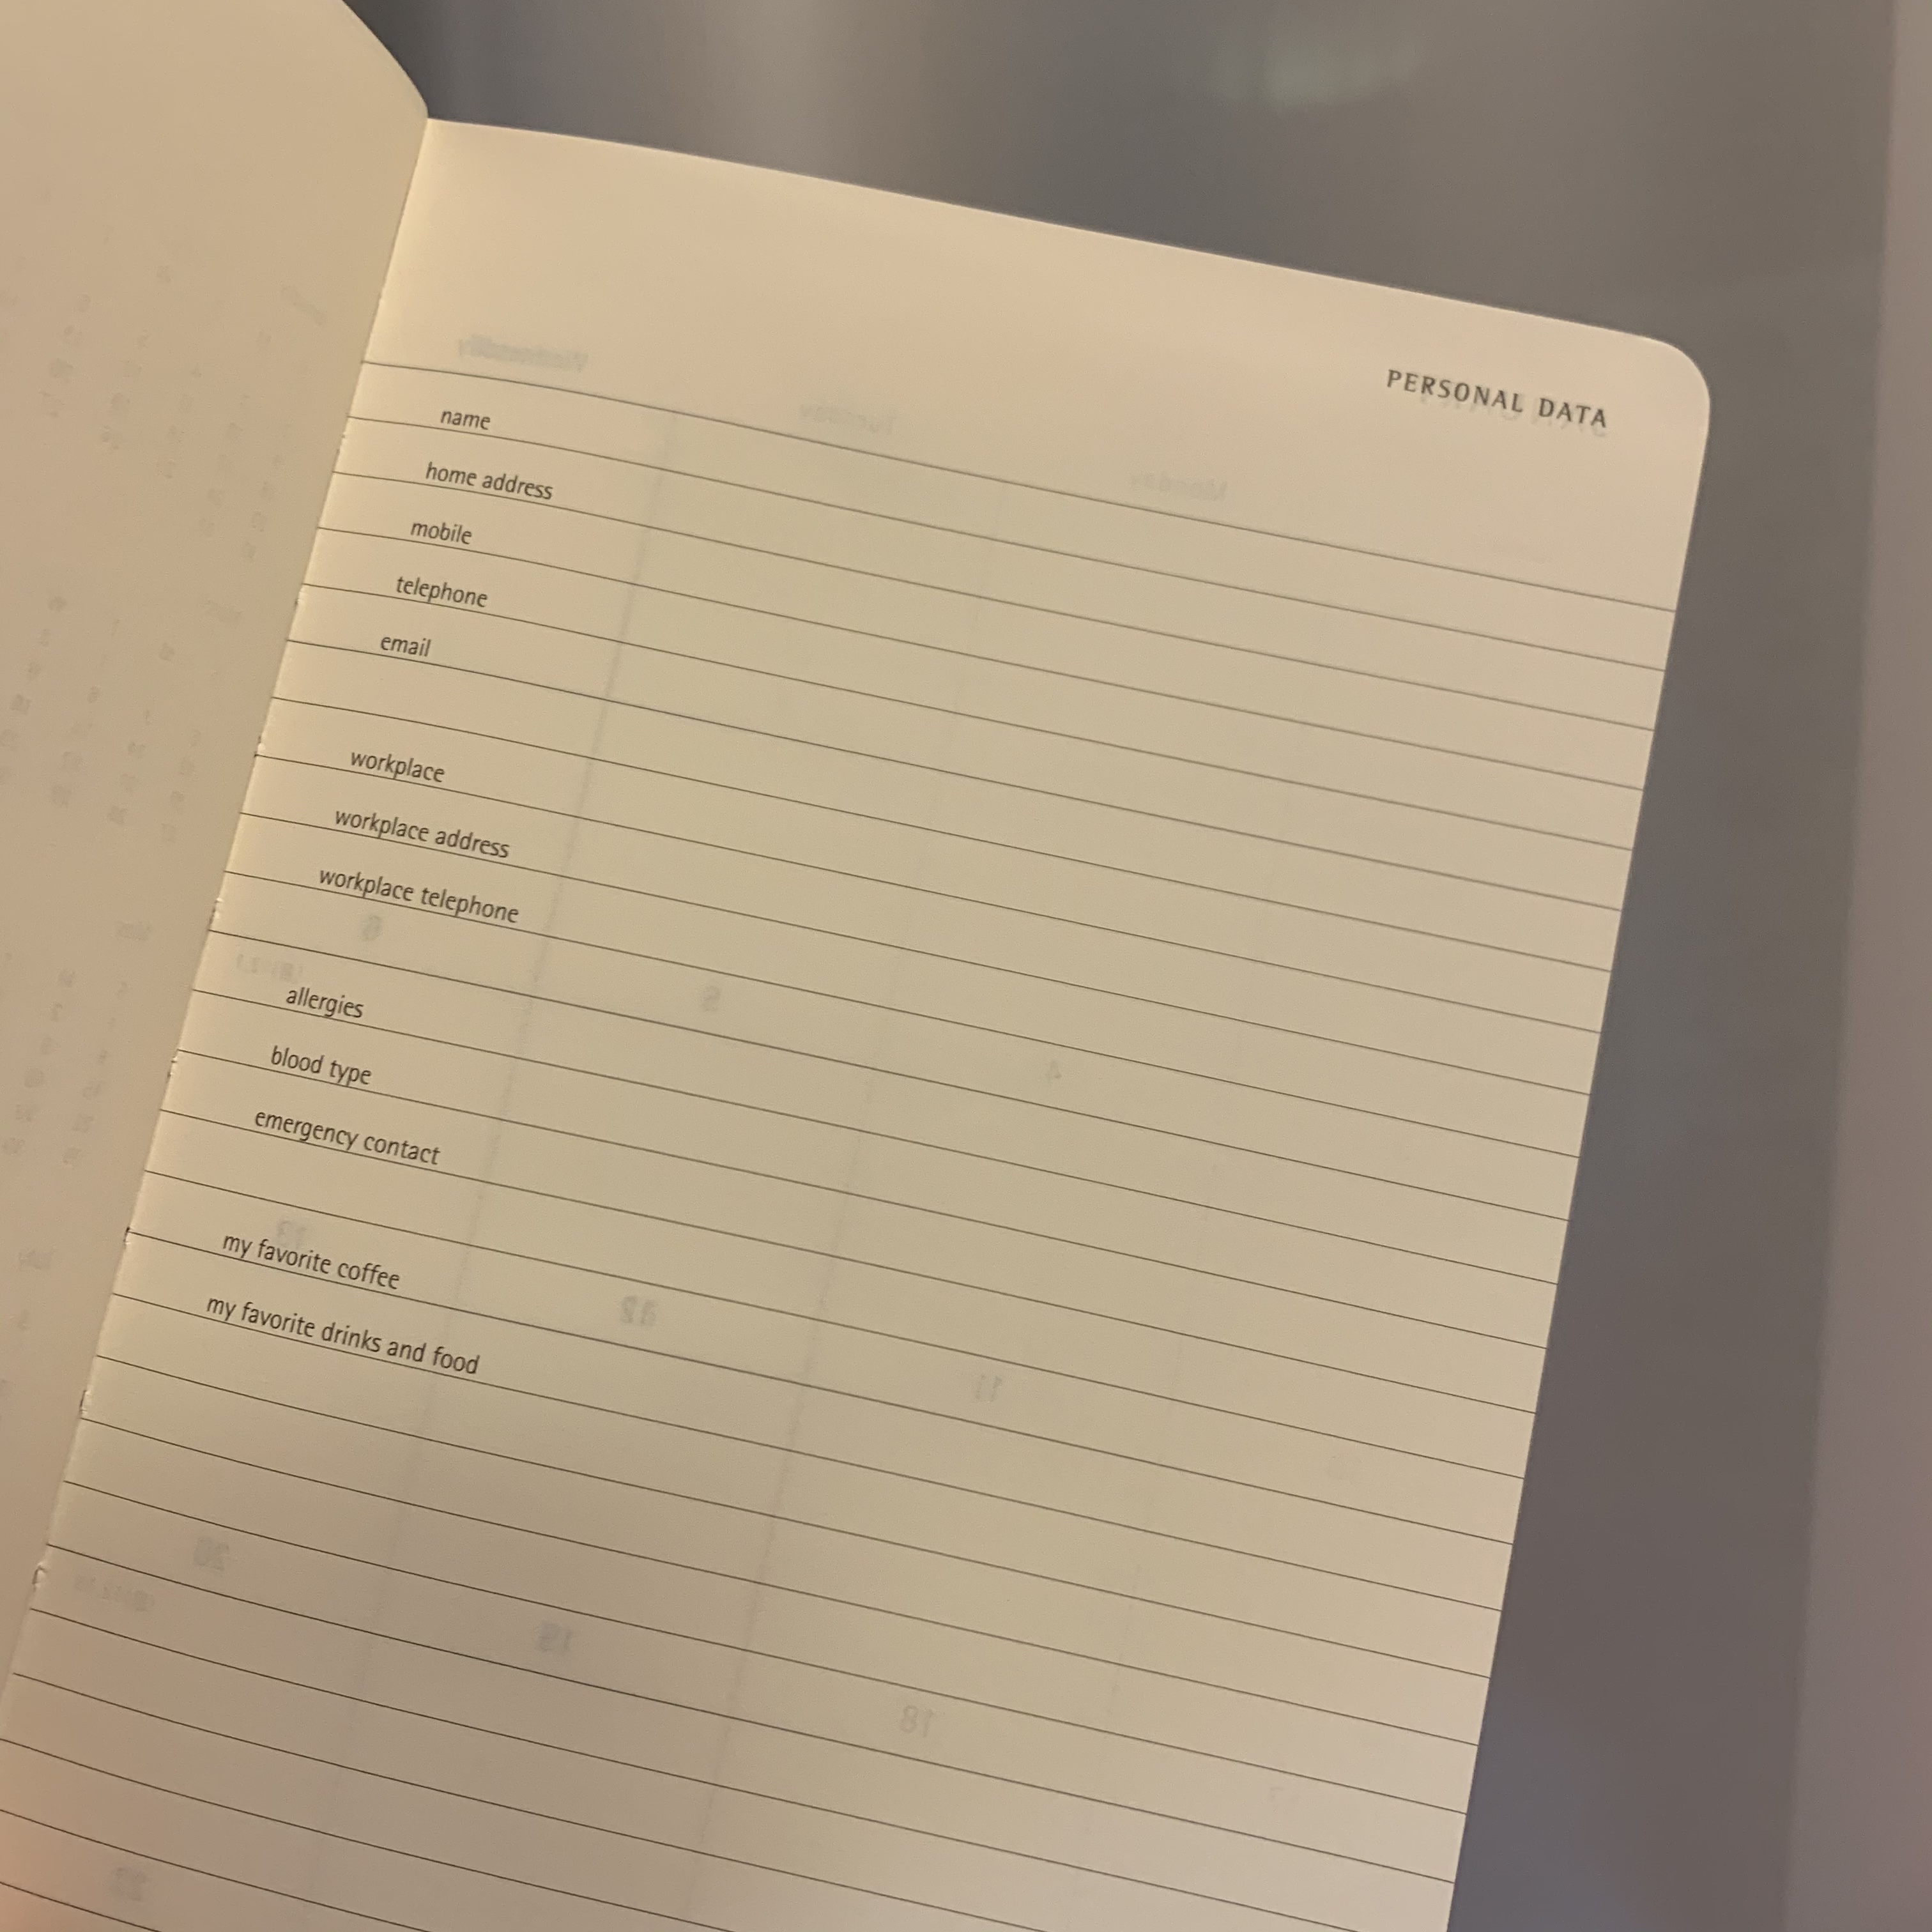 PERSONAL DATA
name
home address
mobile
telephone
email
workplace
workplace address
workplace telephone
allergies
blood type
emergency contact
my favorite coffee
my favorite drinks and food